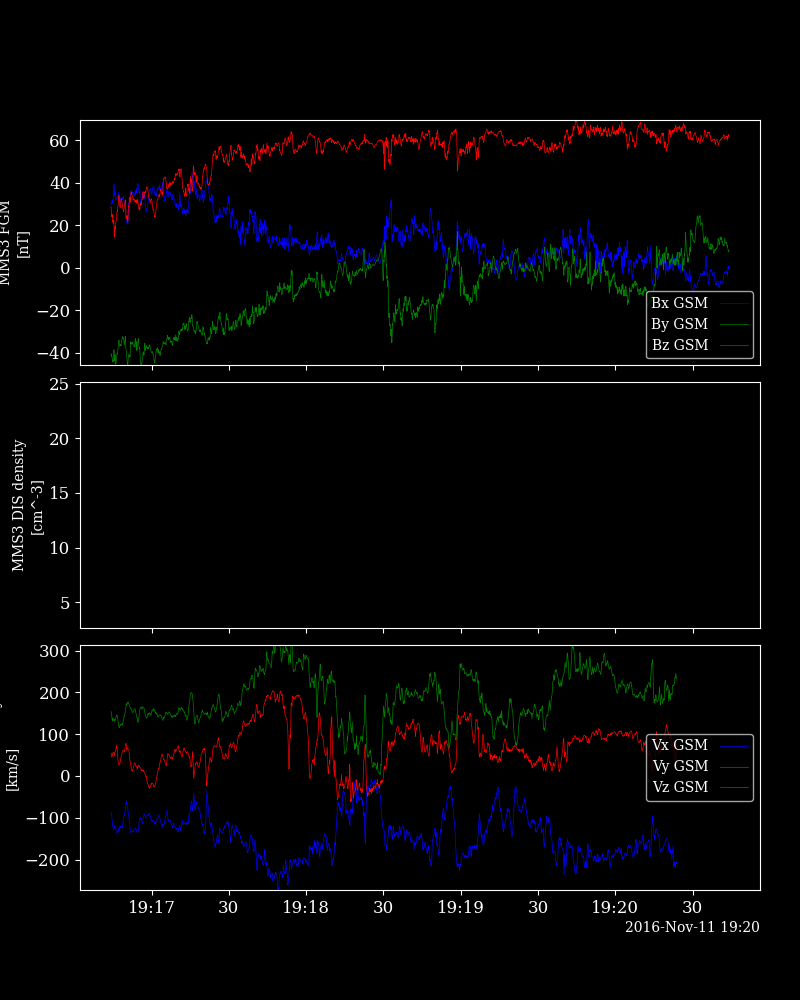 60
40
20
0
−20
−40
MMS3 FGM
[nT]
Bx GSM
By GSM
Bz GSM
25
20
15
10
5
MMS3 DIS density
[cm^-3]
300
200
100
0
−100
−200
[km/s]
Vx GSM
Vy GSM
Vz GSM
19:17 30 19:18 30 19:19 30 19:20 30
2016-Nov-11 19:20